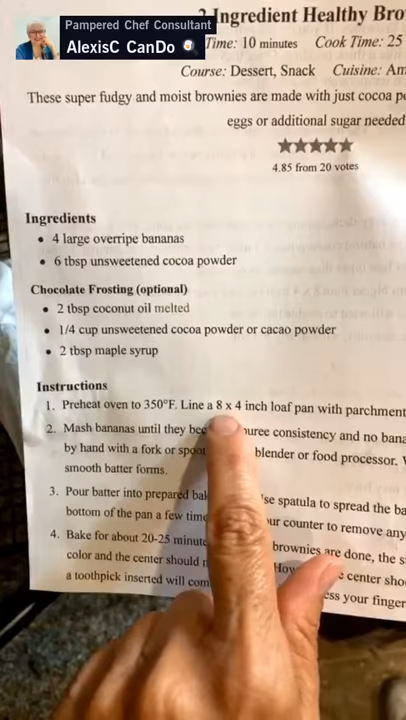 Pampered Chef Consultant
AlexisC CanDo
Ingredient Healthy Bro
Time: 10 minutes Cook Time: 25
Course: Dessert, Snack Cuisine: Am
These super fudgy and moist brownies are made with just cocoa po
eggs or additional sugar needed
★★★★★
4.85 from 20 votes
Ingredients
• 4 large overripe bananas
• 6 tbsp unsweetened cocoa powder
Chocolate Frosting (optional)
• 2 tbsp coconut oil melted
• 1/4 cup unsweetened cocoa powder or cacao powder
• 2 tbsp maple syrup
Instructions
1. Preheat oven to 350°F. Line a 8 x 4 inch loaf pan with parchment
2. Mash bananas until they bec uree consistency and no bana
by hand with a fork or spoo blender or food processor.
smooth batter forms.
3. Pour batter into prepared bak se spatula to spread the ba
bottom of the pan a few time ur counter to remove any
4. Bake for about 20-25 minute brownies are done, the s
color and the center should How e center sho
a toothpick inserted will com ess your finger